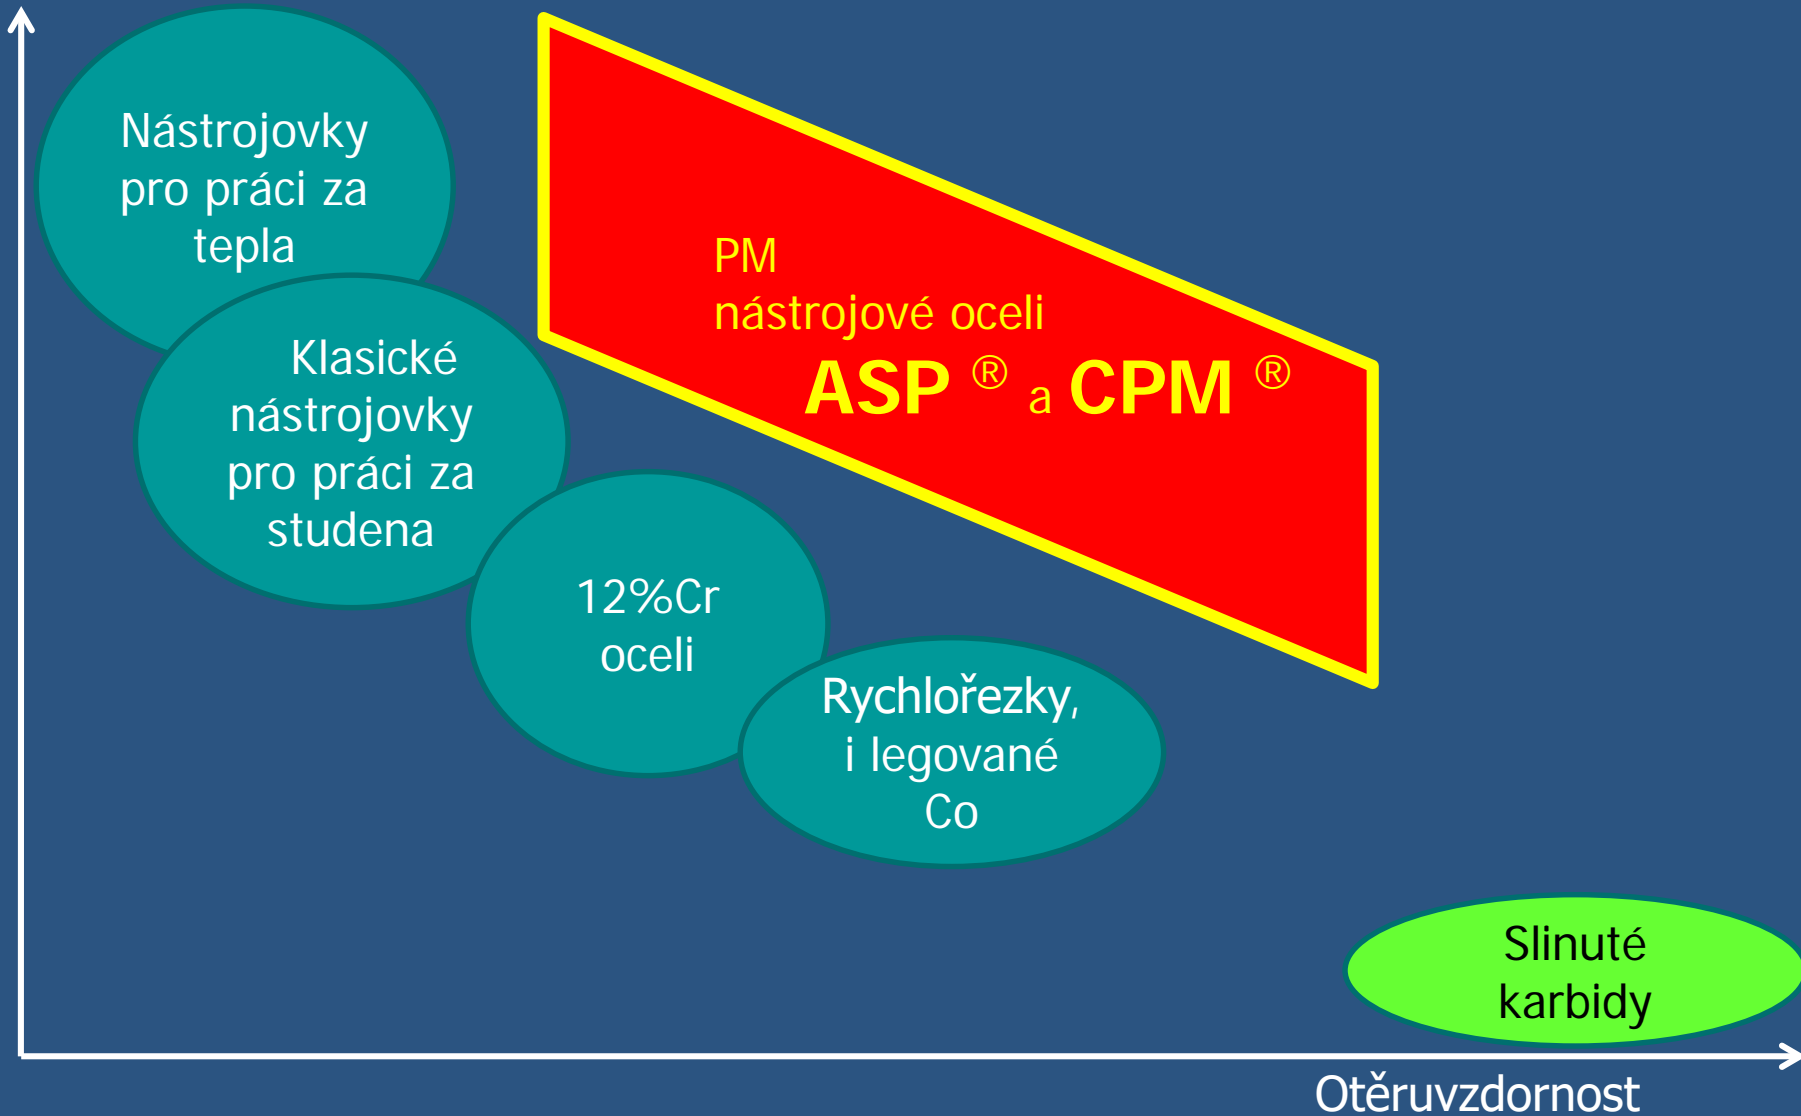 Nástrojovky
pro práci za
tepla
PM
nástrojové oceli
ASP ® a CPM ®
Klasické
nástrojovky
pro práci za
studena
12%Cr
oceli
Rychlořezky,
i legované
Co
Slinuté
karbidy
Otěruvzdornost